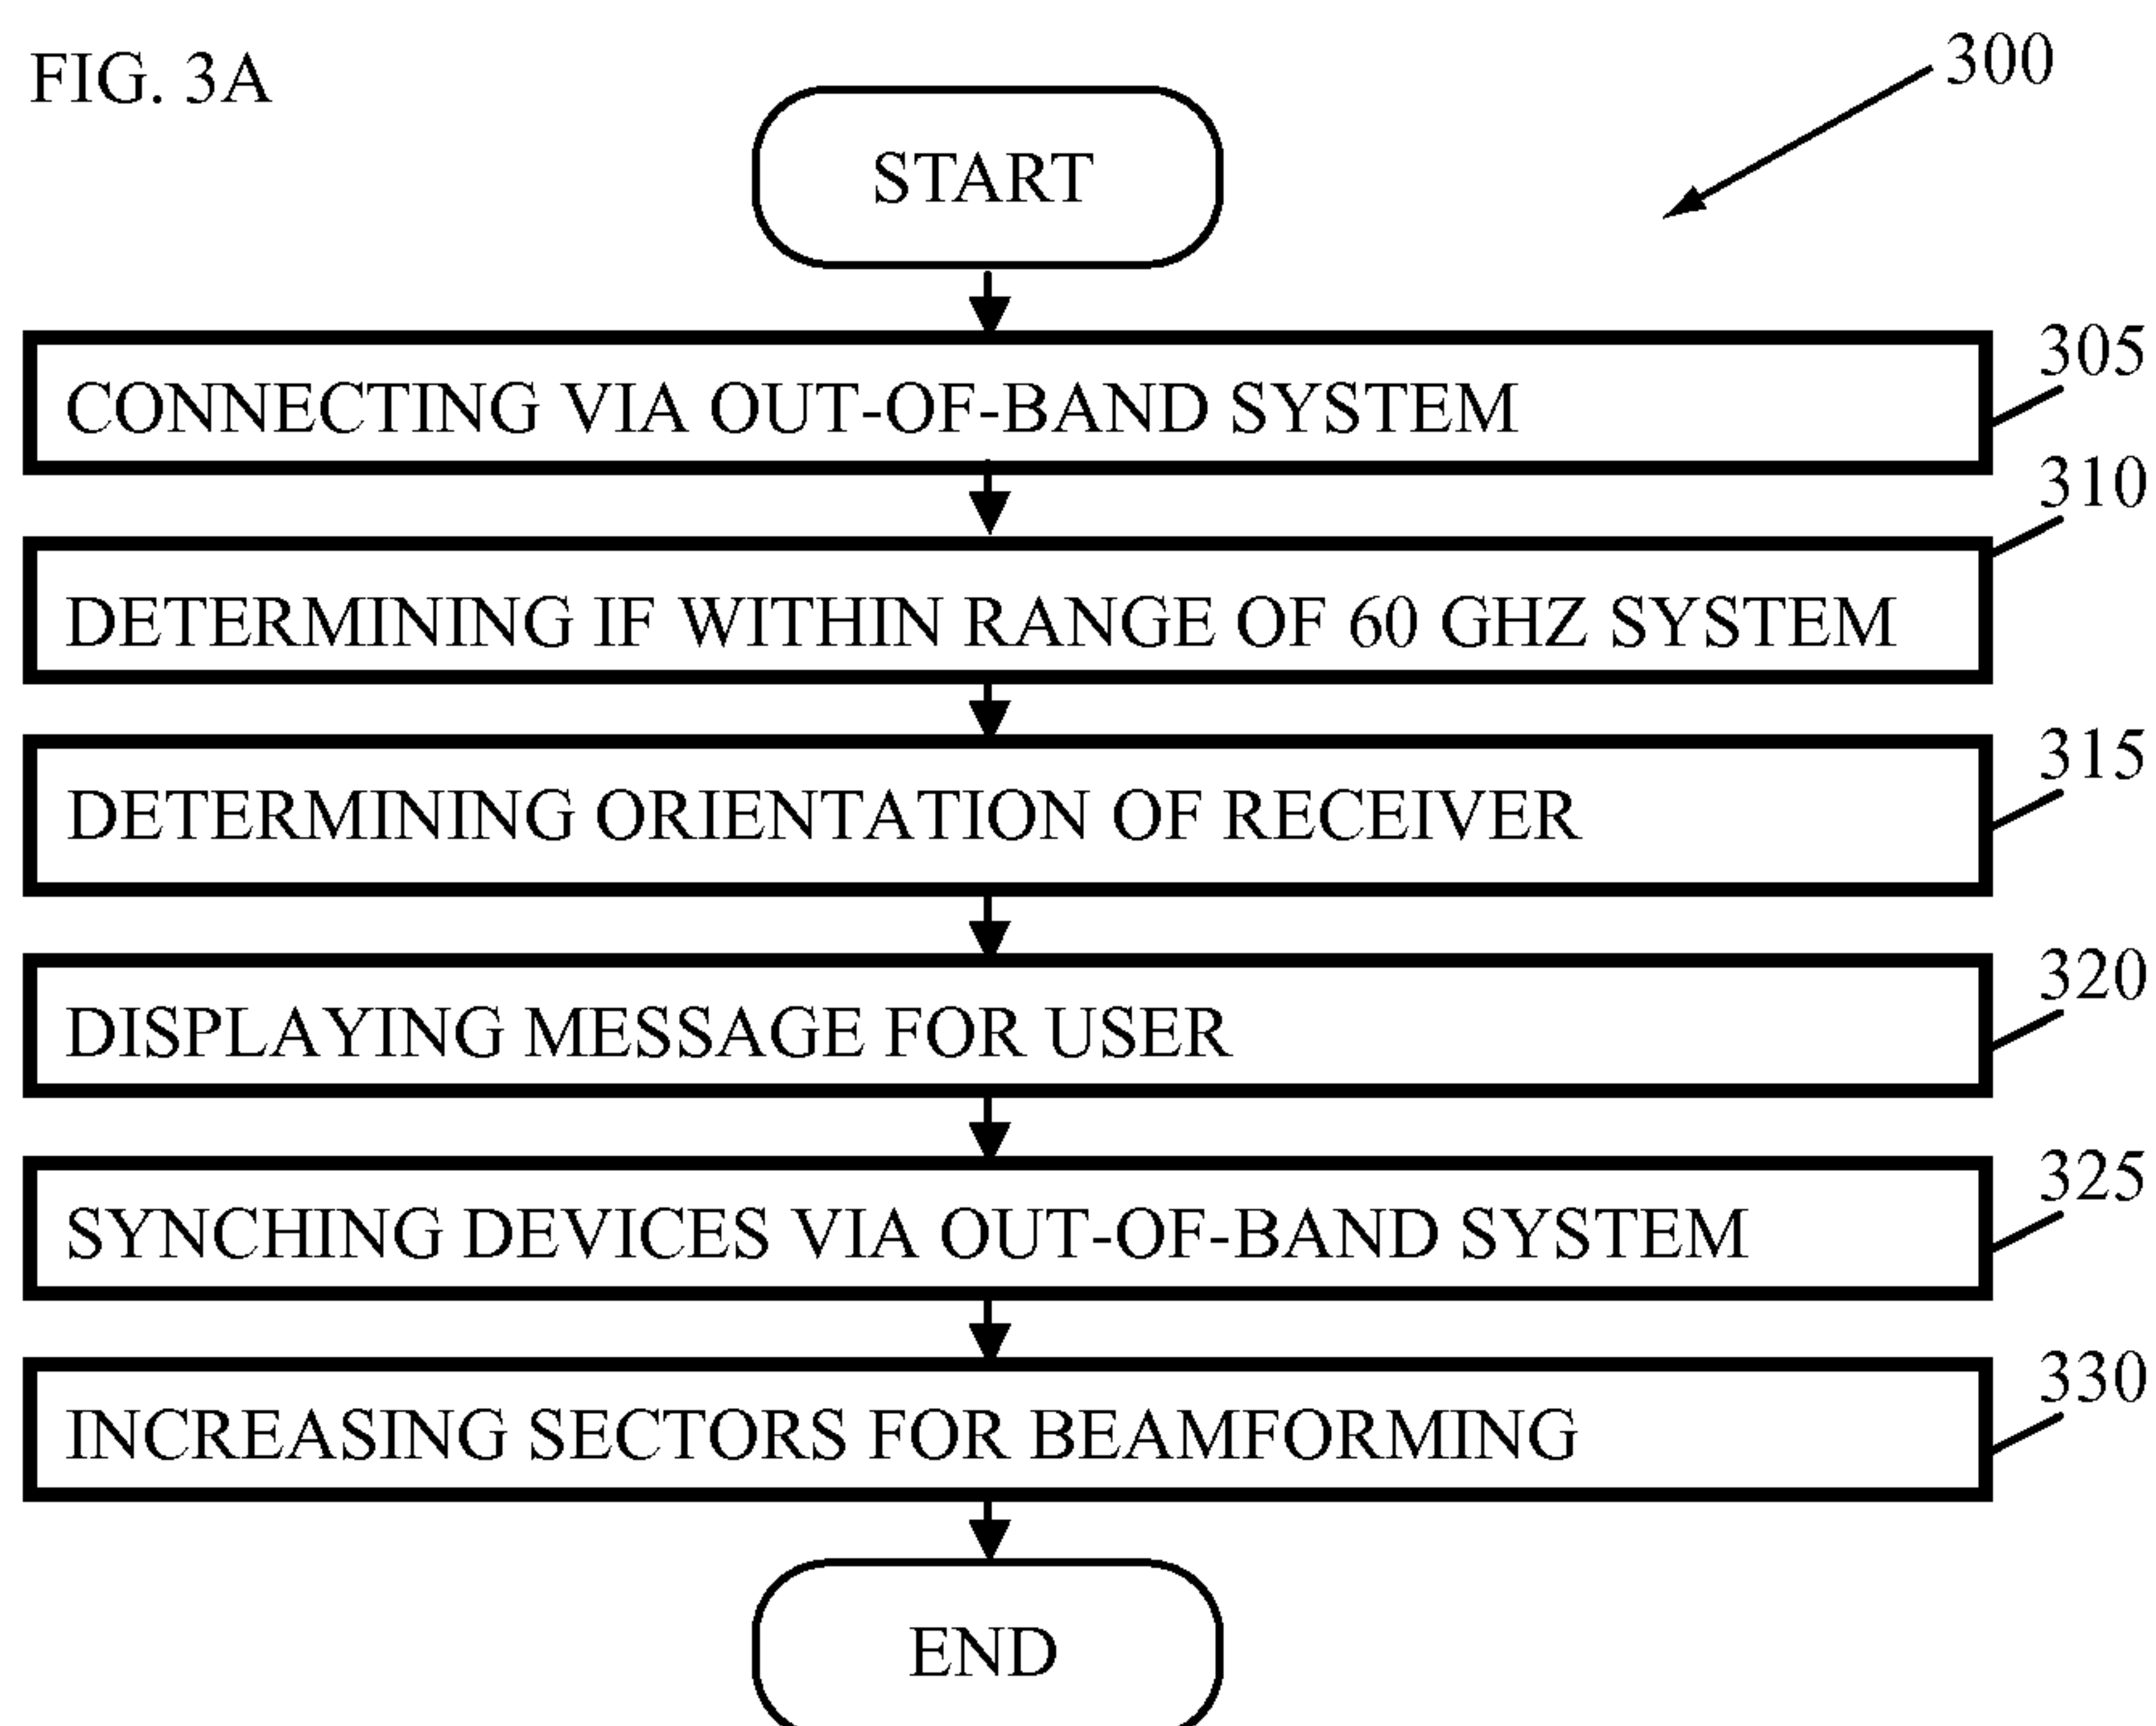 FIG. 3A
300
START
305
CONNECTING VIA OUT-OF-BAND SYSTEM
310
DETERMINING IF WITHIN RANGE OF 60 GHZ SYSTEM
315
DETERMINING ORIENTATION OF RECEIVER
320
DISPLAYING MESSAGE FOR USER
325
SYNCHING DEVICES VIA OUT-OF-BAND SYSTEM
330
INCREASING SECTORS FOR BEAMFORMING
END